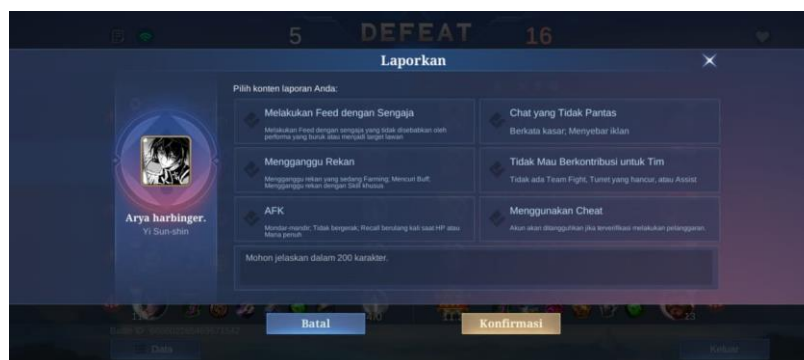 5 DEFEAT 16
Laporkan
Pilih konten laporan Anda:
Melakukan Feed dengan Sengaja
Melakukan Feed dengan sengaja yang tidak disebabkan oleh
performa yang buruk atau menjadi target lawan
Chat yang Tidak Pantas
Berkata kasar; Menyebar iklan
Mengganggu Rekan
Mengganggu rekan yang sedang Farming; Mencuri Buff;
Mengganggu rekan dengan Skill khusus
Tidak Mau Berkontribusi untuk Tim
Tidak ada Team Fight, Turret yang hancur, atau Assist
Arya harbinger.
Yi Sun-shin
AFK
Mondar-mandir; Tidak bergerak; Recall berulang kali saat HP atau
Mana penuh
Menggunakan Cheat
Akun akan ditangguhkan jika terverifikasi melakukan pelanggaran.
Mohon jelaskan dalam 200 karakter.
Batal
Konfirmasi
Data
Keluar